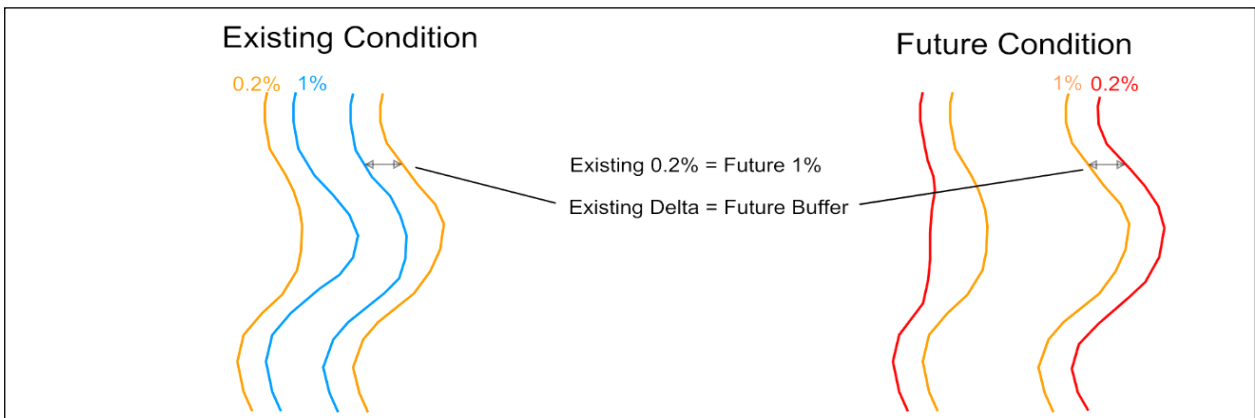 Existing Condition
Future Condition
0.2% 1%
1% 0.2%
Existing 0.2% = Future 1%
Existing Delta = Future Buffer